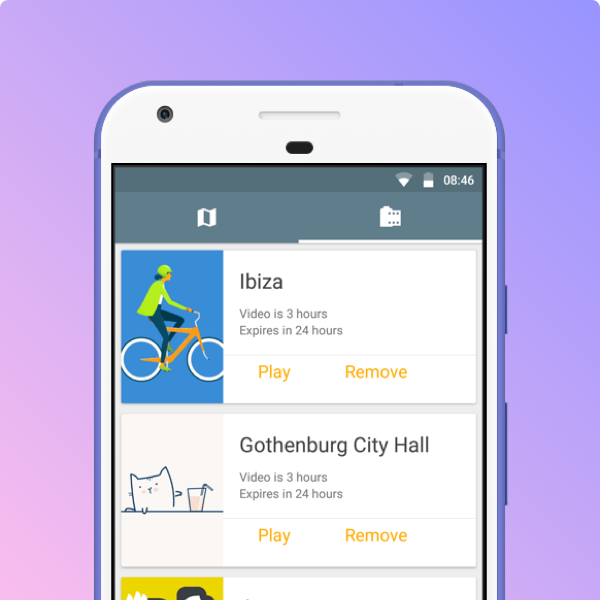 08:46
Ibiza
Video is 3 hours
Expires in 24 hours
Play Remove
Gothenburg City Hall
Video is 3 hours
Expires in 24 hours
Play Remove